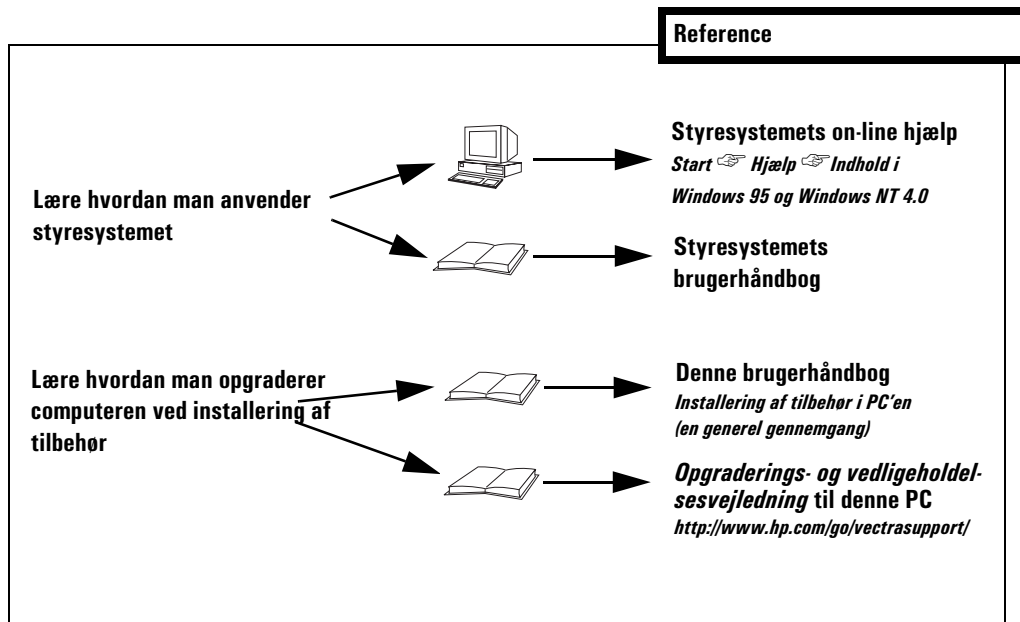 Reference
Lære hvordan man anvender
styresystemet
Styresystemets on-line hjælp
Start ☞ Hjælp ☞ Indhold i
Windows 95 og Windows NT 4.0
Styresystemets
brugerhåndbog
Lære hvordan man opgraderer
computeren ved installering af
tilbehør
Denne brugerhåndbog
Installering af tilbehør i PC'en
(en generel gennemgang)
Opgraderings- og vedligeholdel-
sesvejledning til denne PC
http://www.hp.com/go/vectrasupport/